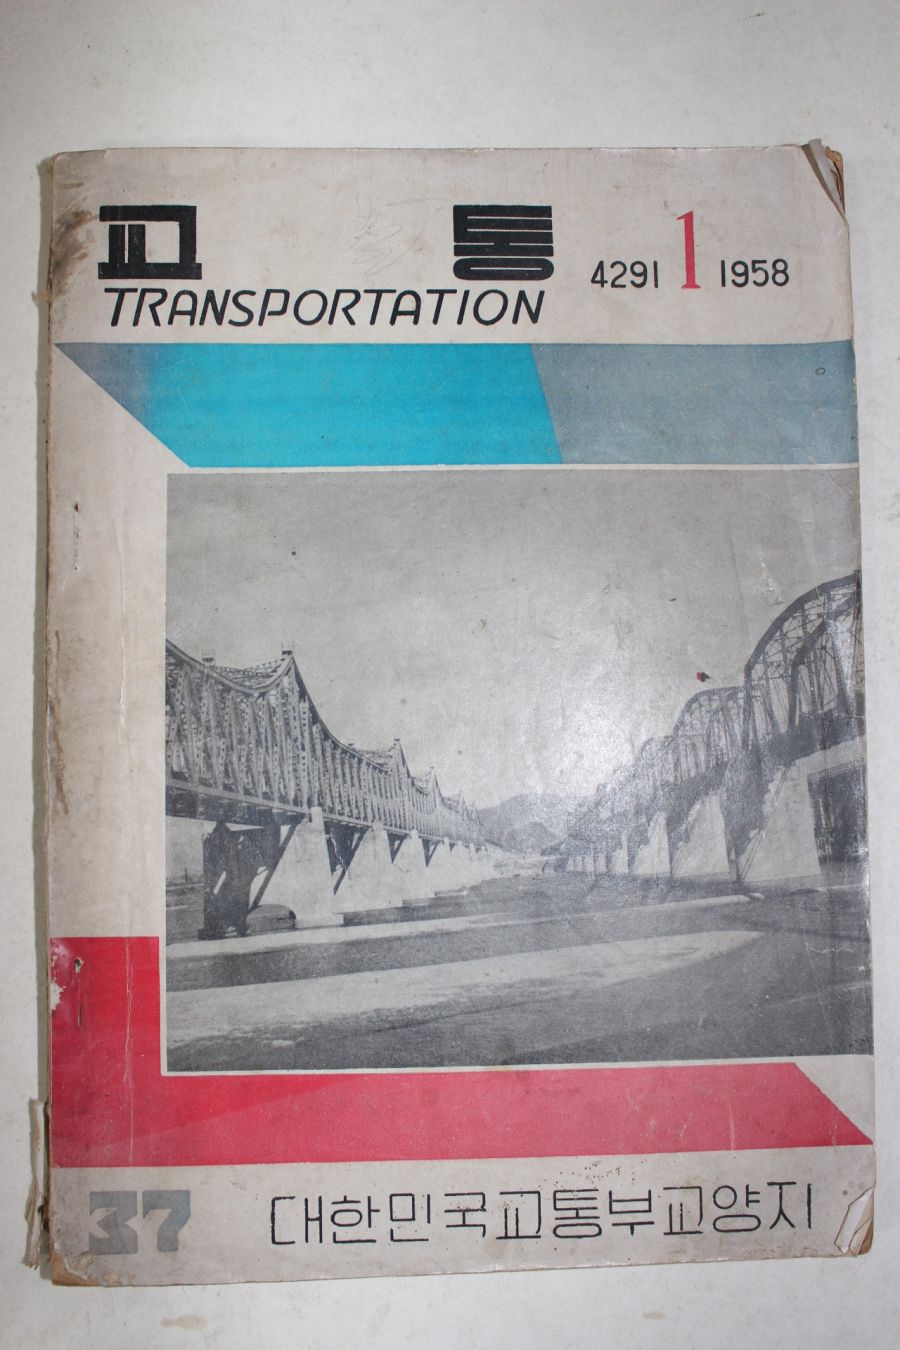 교 통
4291 1 1958
TRANSPORTATION
37
대한민국교통부교양지